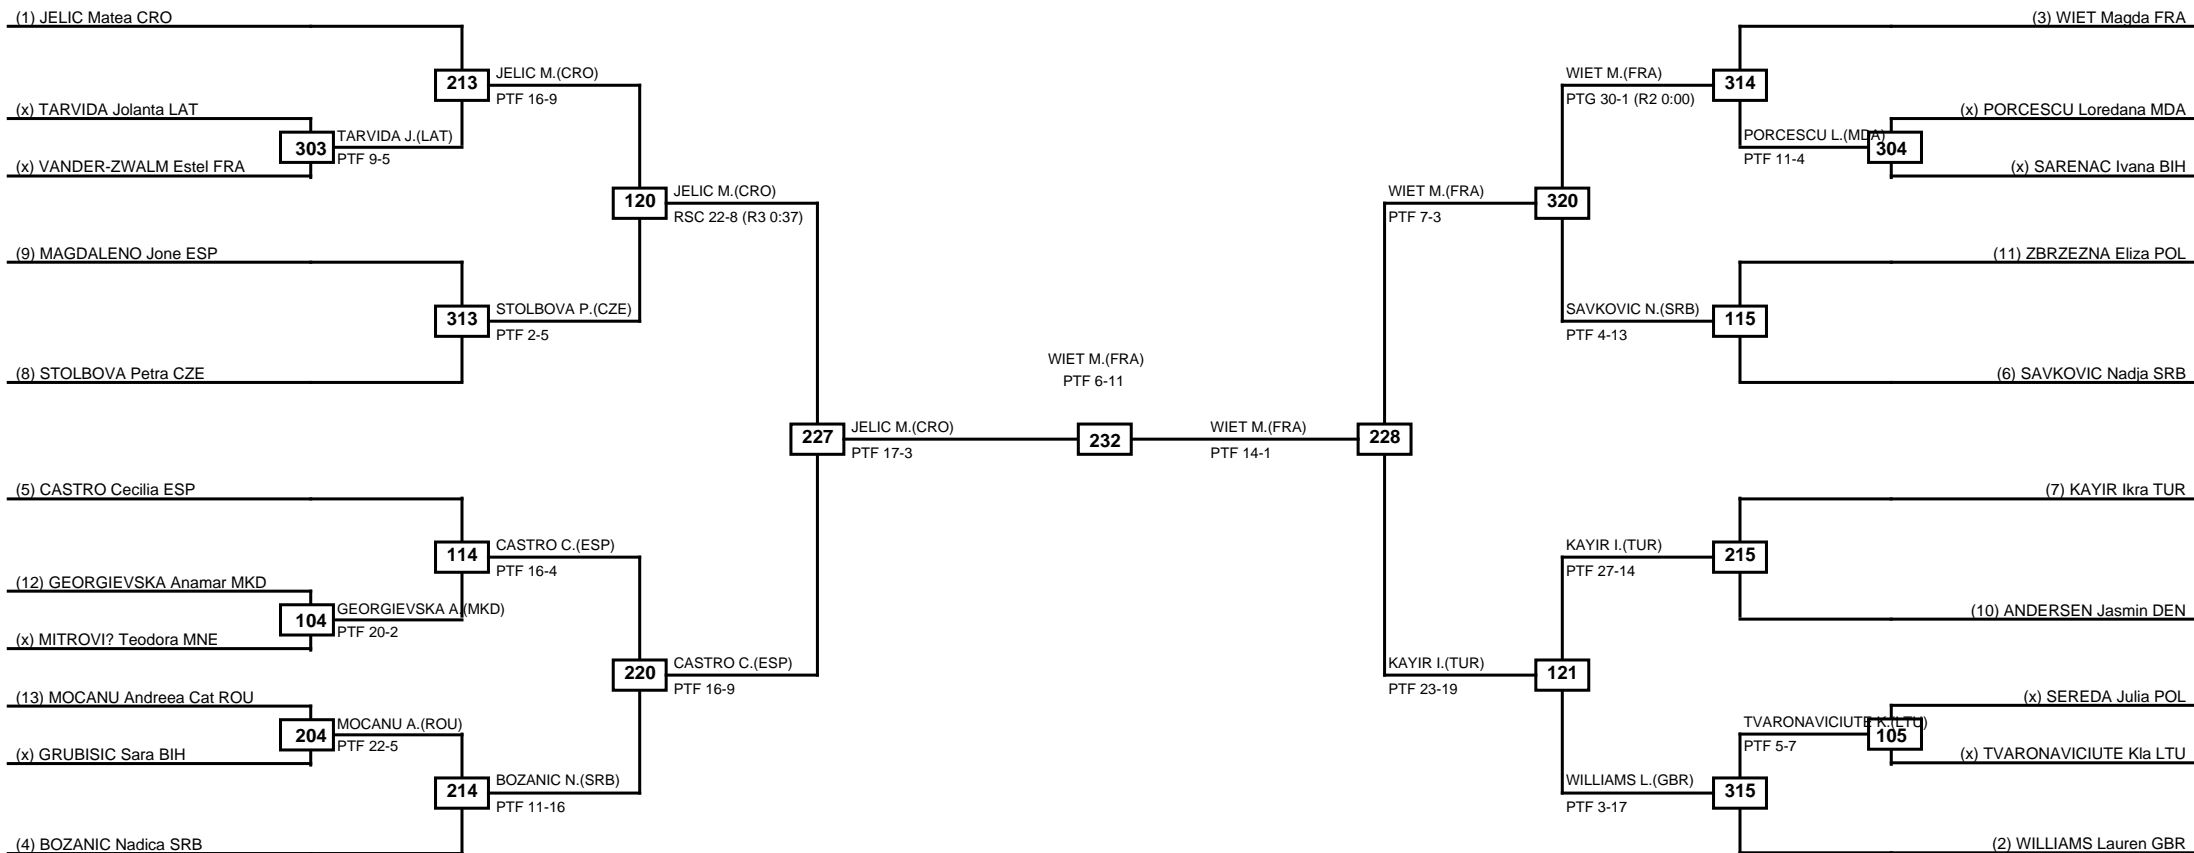 (1) JELIC Matea CRO
(x) TARVIDA Jolanta LAT
(x) VANDER-ZWALM Estel FRA
(9) MAGDALENO Jone ESP
(8) STOLBOVA Petra CZE
(5) CASTRO Cecilia ESP
(12) GEORGIEVSKA Anamar MKD
(x) MITROVI? Teodora MNE
(13) MOCANU Andreea Cat ROU
(x) GRUBISIC Sara BIH
(4) BOZANIC Nadica SRB
303
TARVIDA J.(LAT)
PTF 9-5
104
GEORGIEVSKA A.(MKD)
PTF 20-2
204
MOCANU A.(ROU)
PTF 22-5
213
JELIC M.(CRO)
PTF 16-9
313
STOLBOVA P.(CZE)
PTF 2-5
114
CASTRO C.(ESP)
PTF 16-4
214
BOZANIC N.(SRB)
PTF 11-16
120
JELIC M.(CRO)
RSC 22-8 (R3 0:37)
220
CASTRO C.(ESP)
PTF 16-9
227
JELIC M.(CRO)
PTF 17-3
WIET M.(FRA)
PTF 6-11
232
WIET M.(FRA)
PTF 14-1
228
WIET M.(FRA)
PTF 7-3
320
KAYIR I.(TUR)
PTF 23-19
121
WIET M.(FRA)
PTG 30-1 (R2 0:00)
314
SAVKOVIC N.(SRB)
PTF 4-13
115
KAYIR I.(TUR)
PTF 27-14
215
WILLIAMS L.(GBR)
PTF 3-17
315
PORCESCU L.(MDA)
PTF 11-4
304
TVARONAVICIUTE K.(LTU)
PTF 5-7
105
(3) WIET Magda FRA
(x) PORCESCU Loredana MDA
(x) SARENAC Ivana BIH
(11) ZBRZEZNA Eliza POL
(6) SAVKOVIC Nadja SRB
(7) KAYIR Ikra TUR
(10) ANDERSEN Jasmin DEN
(x) SEREDA Julia POL
(x) TVARONAVICIUTE Kla LTU
(2) WILLIAMS Lauren GBR